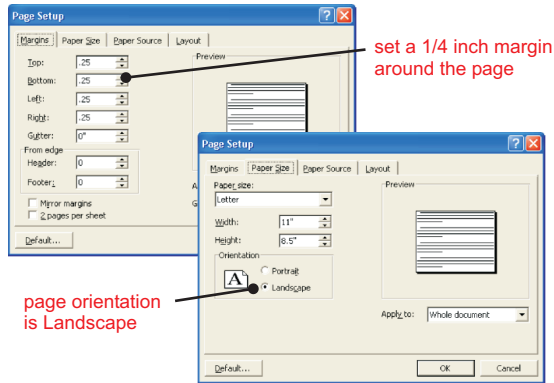 Page Setup
Margins Paper Size Paper Source Layout
Top: .25
Bottom: .25
Left: .25
Right: .25
Gutter: 0"
From edge
Header: 0
Footer: 0
Mirror margins
2 pages per sheet
Default...
Preview
A
G
set a 1/4 inch margin
around the page
Page Setup
Margins Paper Size Paper Source Layout
Paper size:
Letter
Width: 11"
Height: 8.5"
Orientation
A
Portrait
Landscape
Preview
Apply to: Whole document
Default... OK Cancel
page orientation
is Landscape